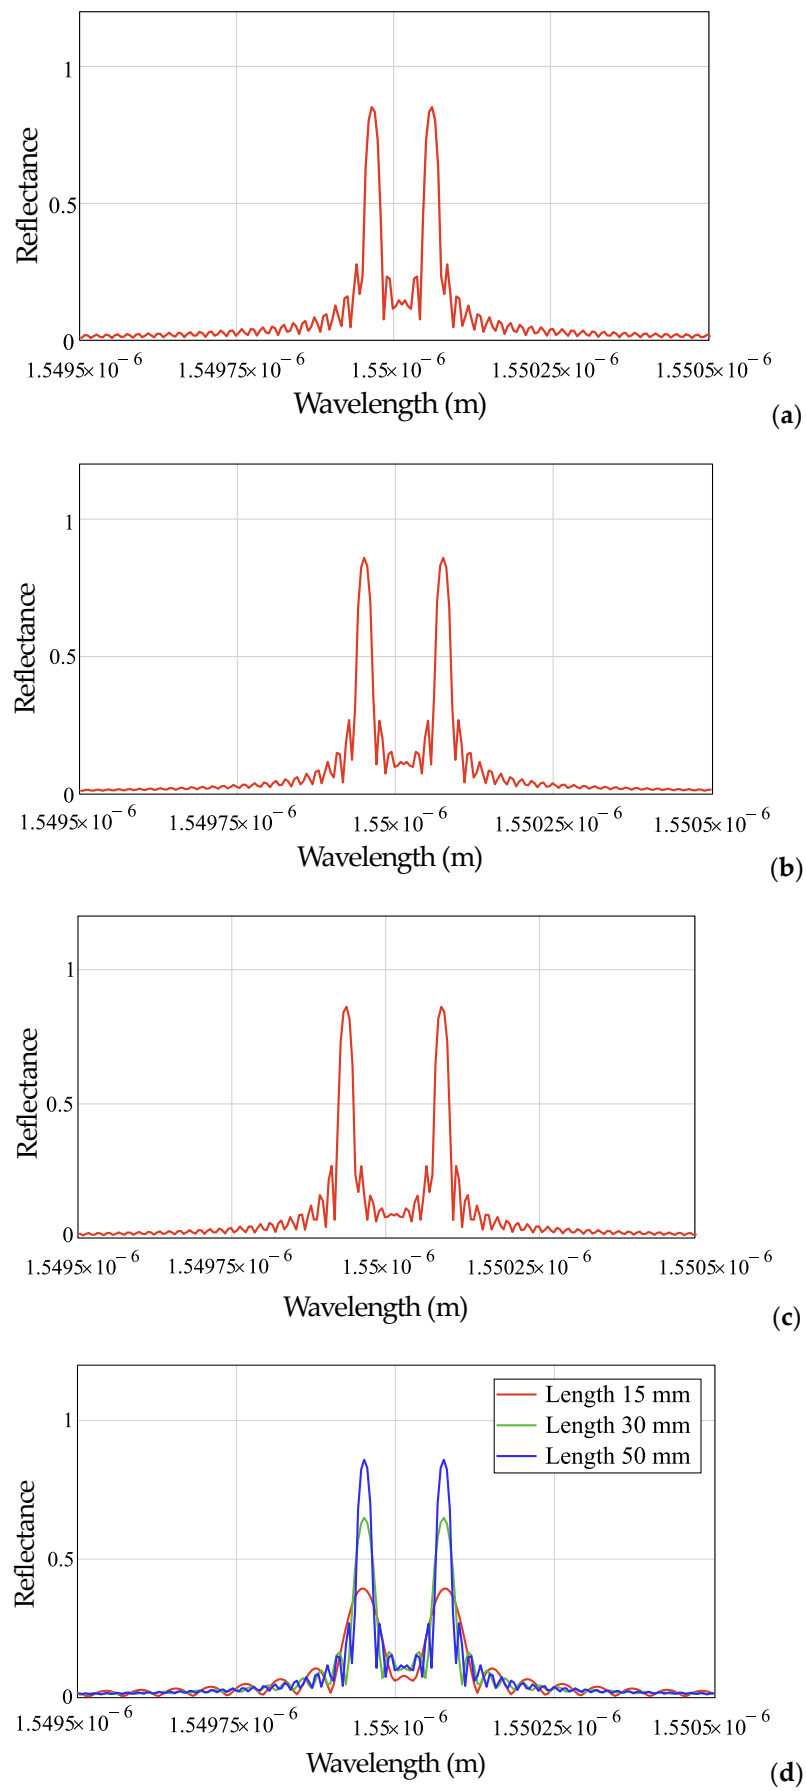 1
0.5
0
Reflectance
1.5495×10⁻⁶ 1.54975×10⁻⁶ 1.55×10⁻⁶ 1.55025×10⁻⁶ 1.5505×10⁻⁶
Wavelength (m)
(a)
1
0.5
0
Reflectance
1.5495×10⁻⁶ 1.54975×10⁻⁶ 1.55×10⁻⁶ 1.55025×10⁻⁶ 1.5505×10⁻⁶
Wavelength (m)
(b)
1
0.5
0
Reflectance
1.5495×10⁻⁶ 1.54975×10⁻⁶ 1.55×10⁻⁶ 1.55025×10⁻⁶ 1.5505×10⁻⁶
Wavelength (m)
(c)
Length 15 mm
Length 30 mm
Length 50 mm
1
0.5
0
Reflectance
1.5495×10⁻⁶ 1.54975×10⁻⁶ 1.55×10⁻⁶ 1.55025×10⁻⁶ 1.5505×10⁻⁶
Wavelength (m)
(d)